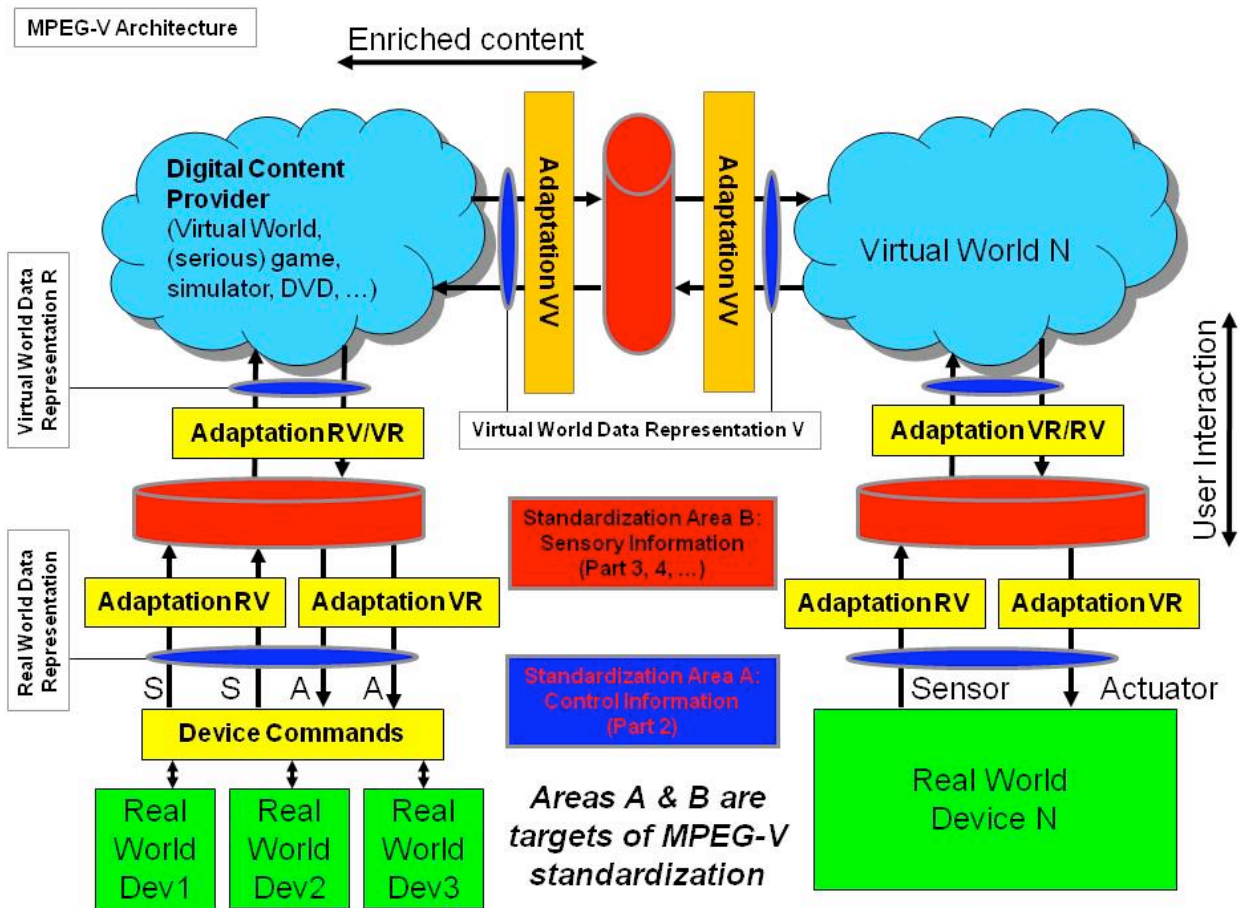 MPEG-V Architecture
Enriched content
Digital Content
Provider
(Virtual World,
(serious) game,
simulator, DVD, …)
Adaptation VV
Adaptation VV
Virtual World N
Virtual World Data
Representation R
Adaptation RV/VR
Virtual World Data Representation V
Adaptation VR/RV
User Interaction
Standardization Area B:
Sensory Information
(Part 3, 4, …)
Real World Data
Representation
Adaptation RV
Adaptation VR
Adaptation RV
Adaptation VR
S
S
A
A
Standardization Area A:
Control Information
(Part 2)
Sensor
Actuator
Device Commands
Real
World
Dev1
Real
World
Dev2
Real
World
Dev3
Areas A & B are
targets of MPEG-V
standardization
Real World
Device N